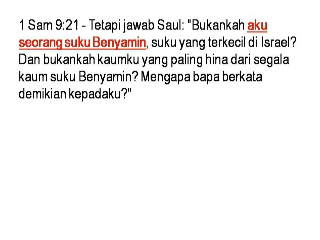 1 Sam 9:21 - Tetapi jawab Saul: "Bukankah aku
seorang suku Benyamin, suku yang terkecil di Israel?
Dan bukankah kaumku yang paling hina dari segala
kaum suku Benyamin? Mengapa bapa berkata
demikian kepadaku?"